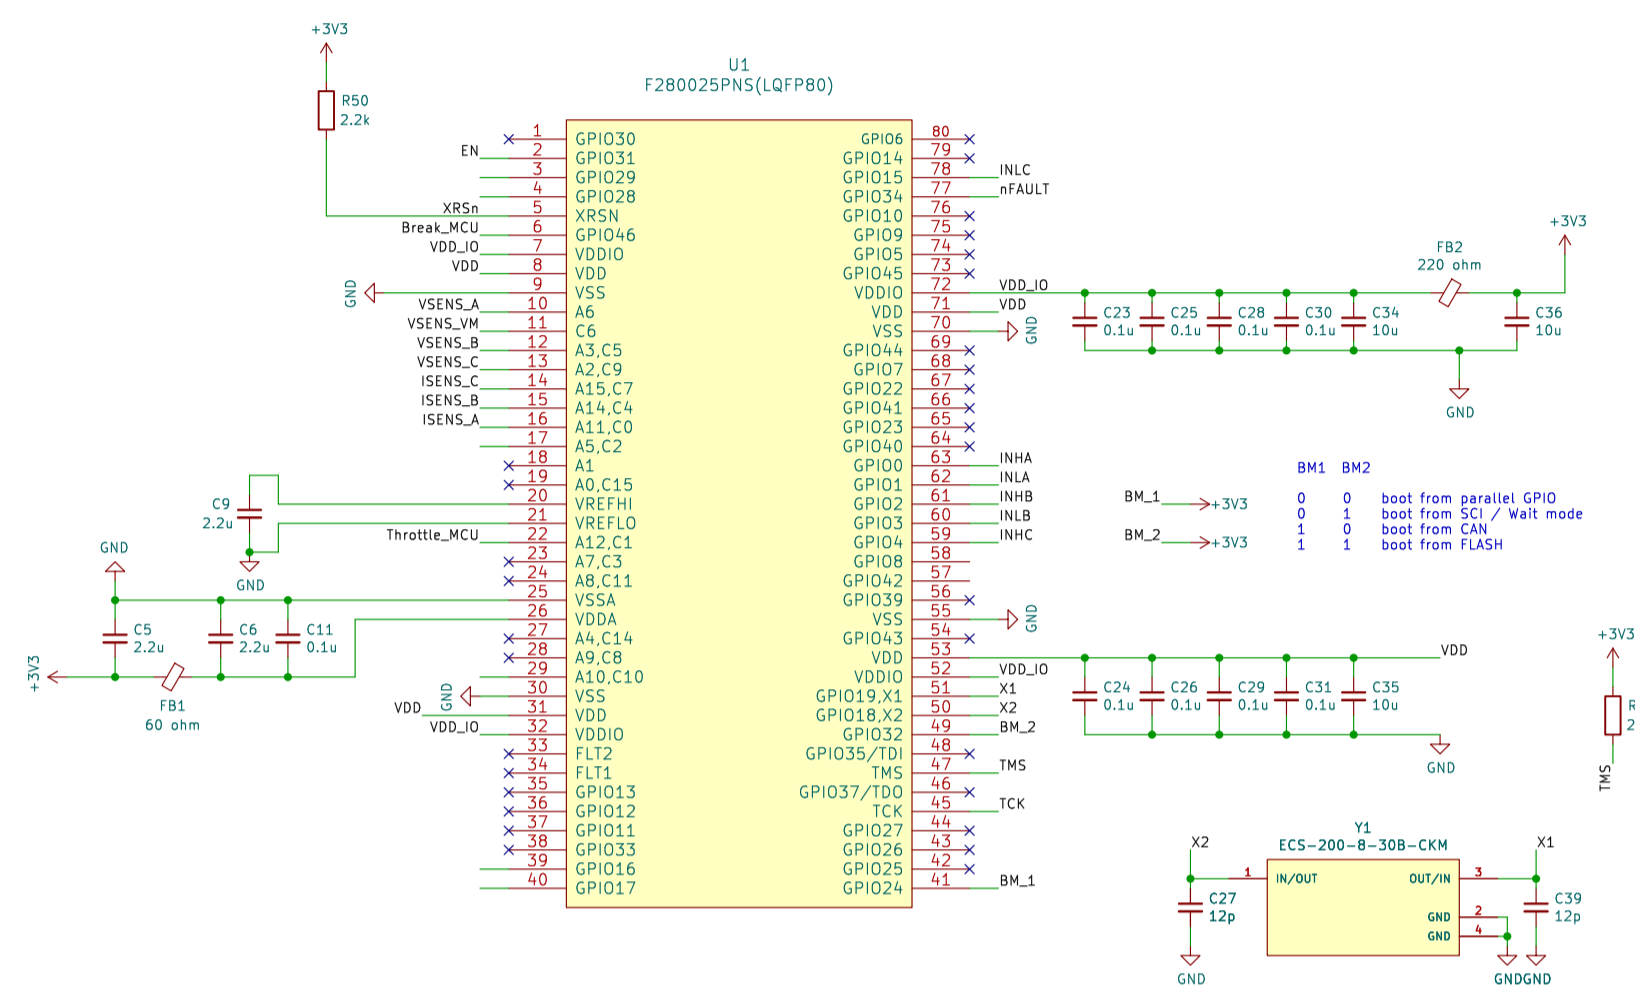 +3V3
R50
2.2k
U1
F280025PNS(LQFP80)
1 GPIO30
EN 2 GPIO31
3 GPIO29
4 GPIO28
XRSn 5 XRSN
Break_MCU 6 GPIO46
VDD_IO 7 VDDIO
VDD 8 VDD
GND 9 VSS
VSENS_A 10 A6
VSENS_VM 11 C6
VSENS_B 12 A3,C5
VSENS_C 13 A2,C9
ISENS_C 14 A15,C7
ISENS_B 15 A14,C4
ISENS_A 16 A11,C0
17 A5,C2
18 A1
19 A0,C15
20 VREFHI
21 VREFLO
Throttle_MCU 22 A12,C1
23 A7,C3
24 A8,C11
25 VSSA
26 VDDA
27 A4,C14
28 A9,C8
29 A10,C10
GND 30 VSS
VDD 31 VDD
VDD_IO 32 VDDIO
33 FLT2
34 FLT1
35 GPIO13
36 GPIO12
37 GPIO11
38 GPIO33
39 GPIO16
40 GPIO17
GPIO6 80
GPIO14 79
GPIO15 78 INLC
GPIO34 77 nFAULT
GPIO10 76
GPIO9 75
GPIO5 74
GPIO45 73
VDDIO 72 VDD_IO
VDD 71 VDD
VSS 70 GND
GPIO44 69
GPIO7 68
GPIO22 67
GPIO41 66
GPIO23 65
GPIO40 64
GPIO0 63 INHA
GPIO1 62 INLA
GPIO2 61 INHB
GPIO3 60 INLB
GPIO4 59 INHC
GPIO8 58
GPIO42 57
GPIO39 56
VSS 55 GND
GPIO43 54
VDD 53
VDDIO 52 VDD_IO
GPIO19,X1 51 X1
GPIO18,X2 50 X2
GPIO32 49 BM_2
GPIO35/TDI 48
TMS 47 TMS
GPIO37/TDO 46
TCK 45 TCK
GPIO27 44
GPIO26 43
GPIO25 42
GPIO24 41 BM_1
C9
2.2u
GND
GND
C5
2.2u
C6
2.2u
C11
0.1u
+3V3
FB1
60 ohm
+3V3
FB2
220 ohm
C23
0.1u
C25
0.1u
C28
0.1u
C30
0.1u
C34
10u
C36
10u
GND
BM_1 +3V3
BM_2 +3V3
BM1 BM2
0 0 boot from parallel GPIO
0 1 boot from SCI / Wait mode
1 0 boot from CAN
1 1 boot from FLASH
VDD
C24
0.1u
C26
0.1u
C29
0.1u
C31
0.1u
C35
10u
GND
+3V3
R
2
TMS
Y1
ECS-200-8-30B-CKM
X2
X1
1 IN/OUT
OUT/IN 3
GND 2
GND 4
C27
12p
C39
12p
GND
GND
GND